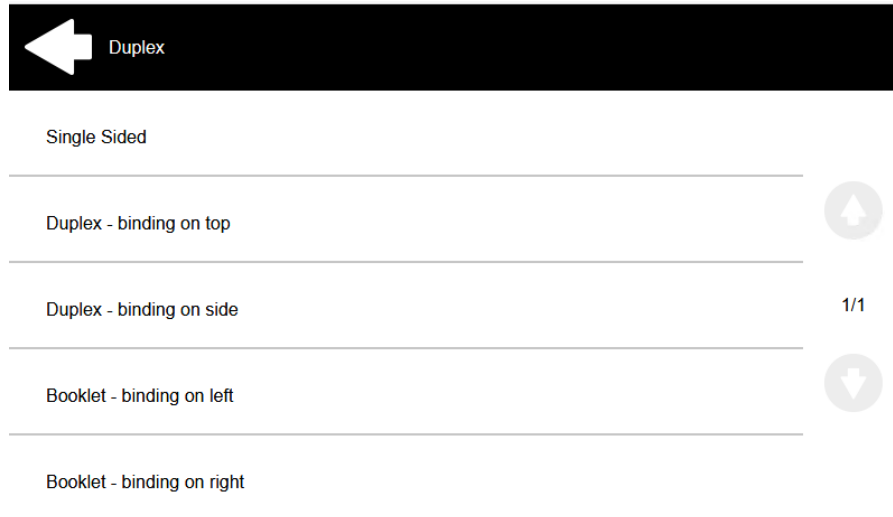 Duplex
Single Sided
Duplex - binding on top
Duplex - binding on side
1/1
Booklet - binding on left
Booklet - binding on right